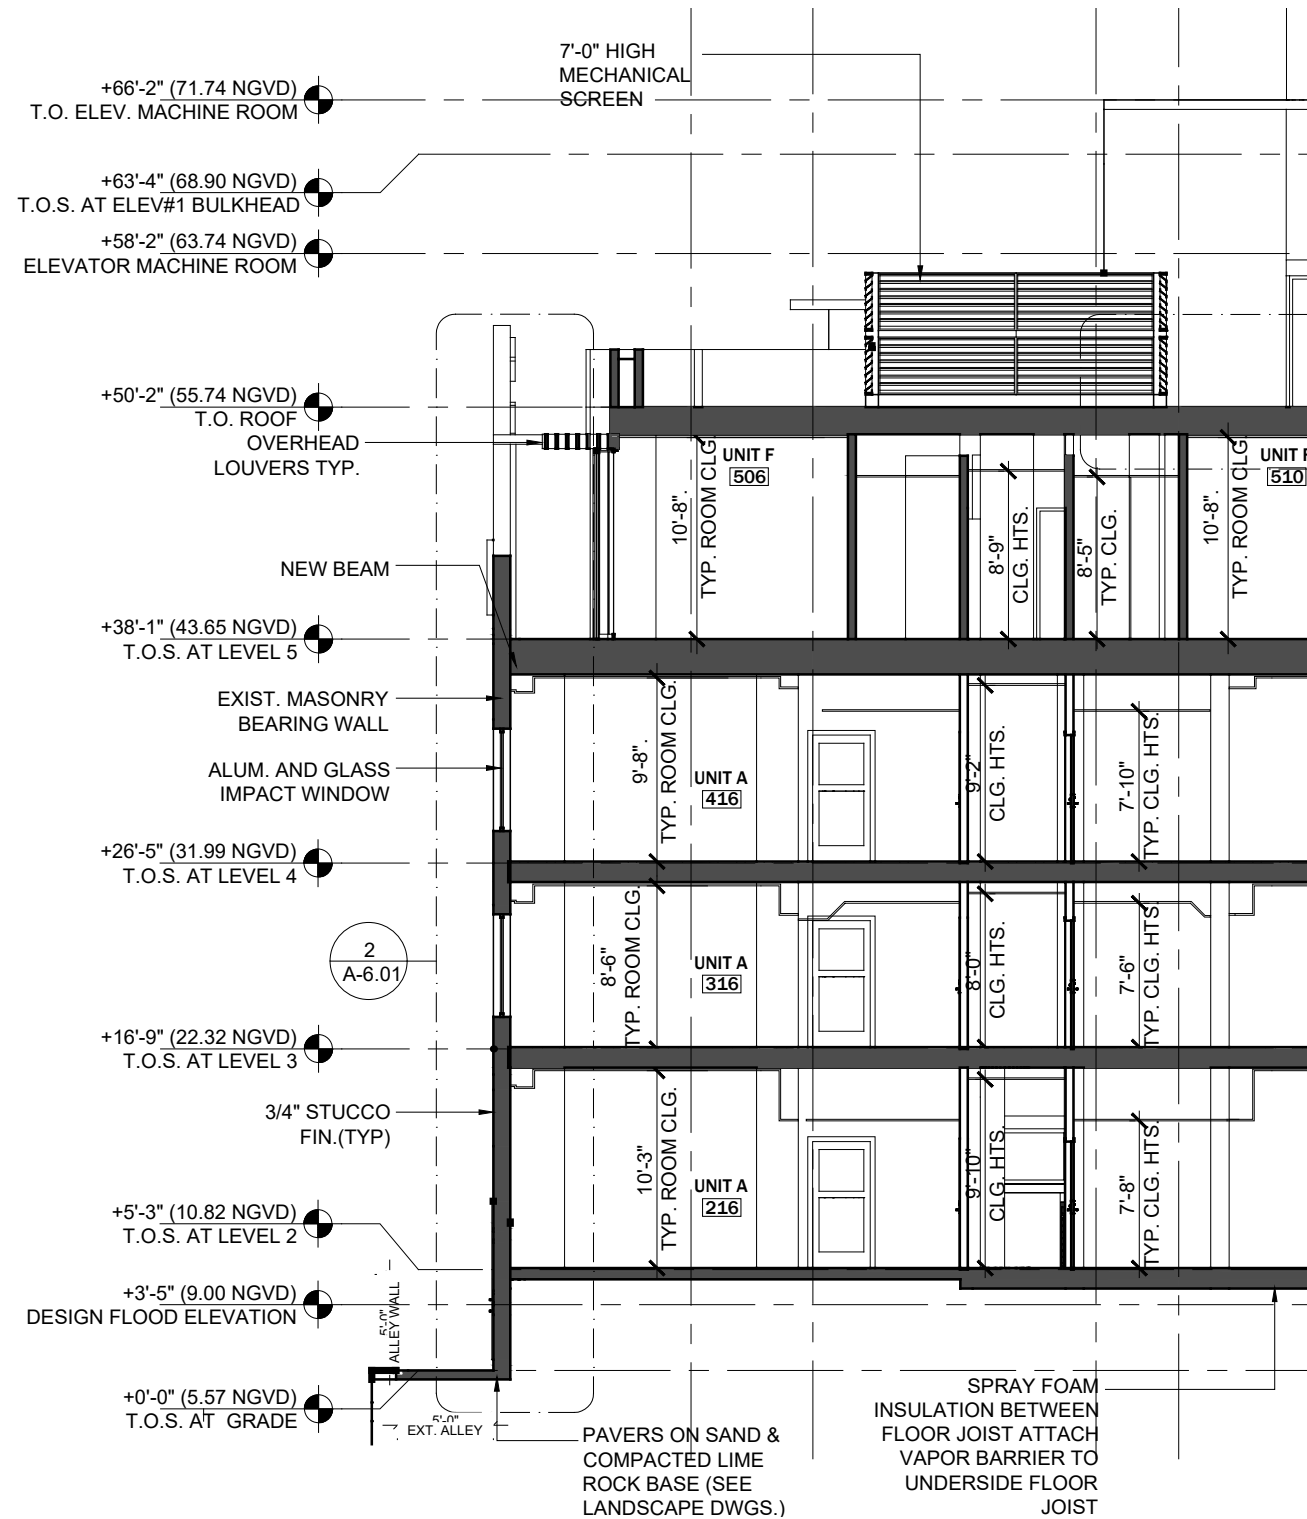 7'-0" HIGH
MECHANICAL
SCREEN
+66'-2" (71.74 NGVD)
T.O. ELEV. MACHINE ROOM
+63'-4" (68.90 NGVD)
T.O.S. AT ELEV#1 BULKHEAD
+58'-2" (63.74 NGVD)
ELEVATOR MACHINE ROOM
+50'-2" (55.74 NGVD)
T.O. ROOF
OVERHEAD
LOUVERS TYP.
UNIT F
506
10'-8".
TYP. ROOM CLG.
8'-9"
CLG. HTS.
8'-5"
TYP. CLG.
10'-8".
TYP. ROOM CLG.
UNIT F
510
NEW BEAM
+38'-1" (43.65 NGVD)
T.O.S. AT LEVEL 5
EXIST. MASONRY
BEARING WALL
ALUM. AND GLASS
IMPACT WINDOW
9'-8".
TYP. ROOM CLG.
UNIT A
416
9'-2"
CLG. HTS.
7'-10"
TYP. CLG. HTS.
+26'-5" (31.99 NGVD)
T.O.S. AT LEVEL 4
2
A-6.01
8'-6"
TYP. ROOM CLG.
UNIT A
316
8'-0"
CLG. HTS.
7'-6"
TYP. CLG. HTS.
+16'-9" (22.32 NGVD)
T.O.S. AT LEVEL 3
3/4" STUCCO
FIN.(TYP)
10'-3"
TYP. ROOM CLG.
UNIT A
216
9'-10"
CLG. HTS.
7'-8"
TYP. CLG. HTS.
+5'-3" (10.82 NGVD)
T.O.S. AT LEVEL 2
+3'-5" (9.00 NGVD)
DESIGN FLOOD ELEVATION
5'-0"
ALLEY WALL
+0'-0" (5.57 NGVD)
T.O.S. AT GRADE
5'-0"
EXT. ALLEY
PAVERS ON SAND &
COMPACTED LIME
ROCK BASE (SEE
LANDSCAPE DWGS.)
SPRAY FOAM
INSULATION BETWEEN
FLOOR JOIST ATTACH
VAPOR BARRIER TO
UNDERSIDE FLOOR
JOIST